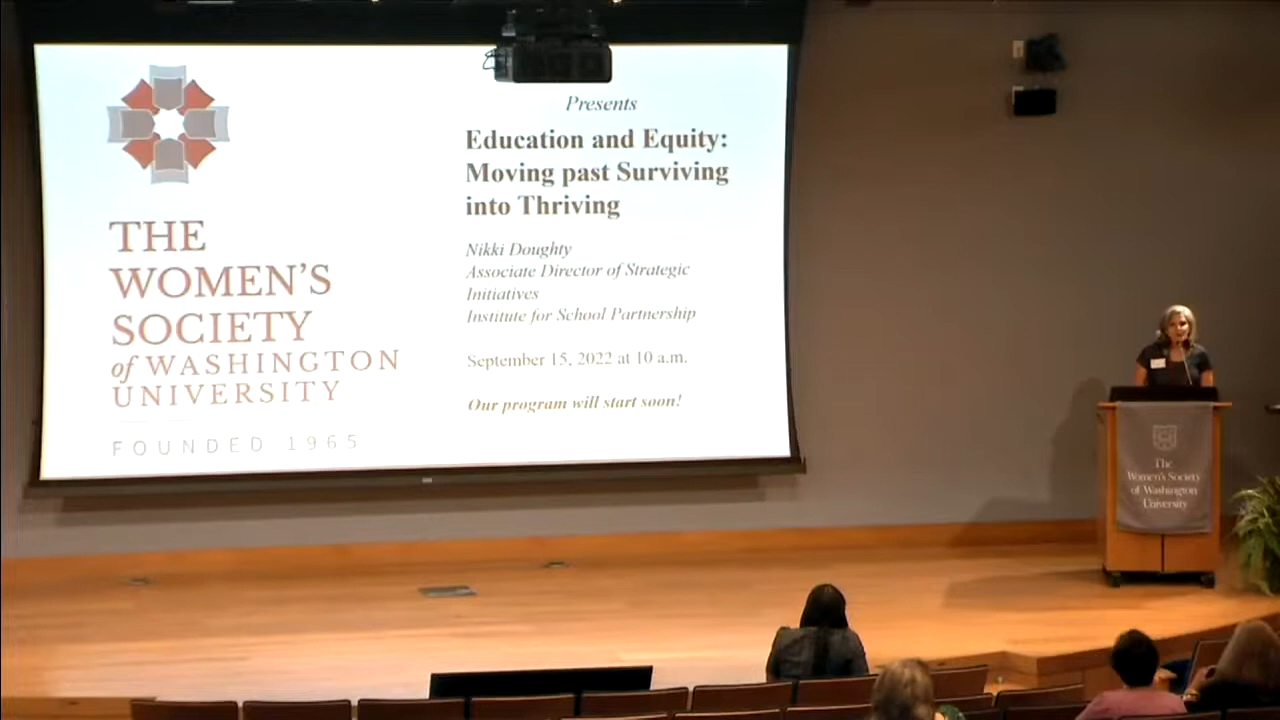 THE
WOMEN'S
SOCIETY
of WASHINGTON
UNIVERSITY
FOUNDED 1965
Presents
Education and Equity:
Moving past Surviving
into Thriving
Nikki Doughty
Associate Director of Strategic
Initiatives
Institute for School Partnership
September 15, 2022 at 10 a.m.
Our program will start soon!
The
Women's Society
of Washington
University